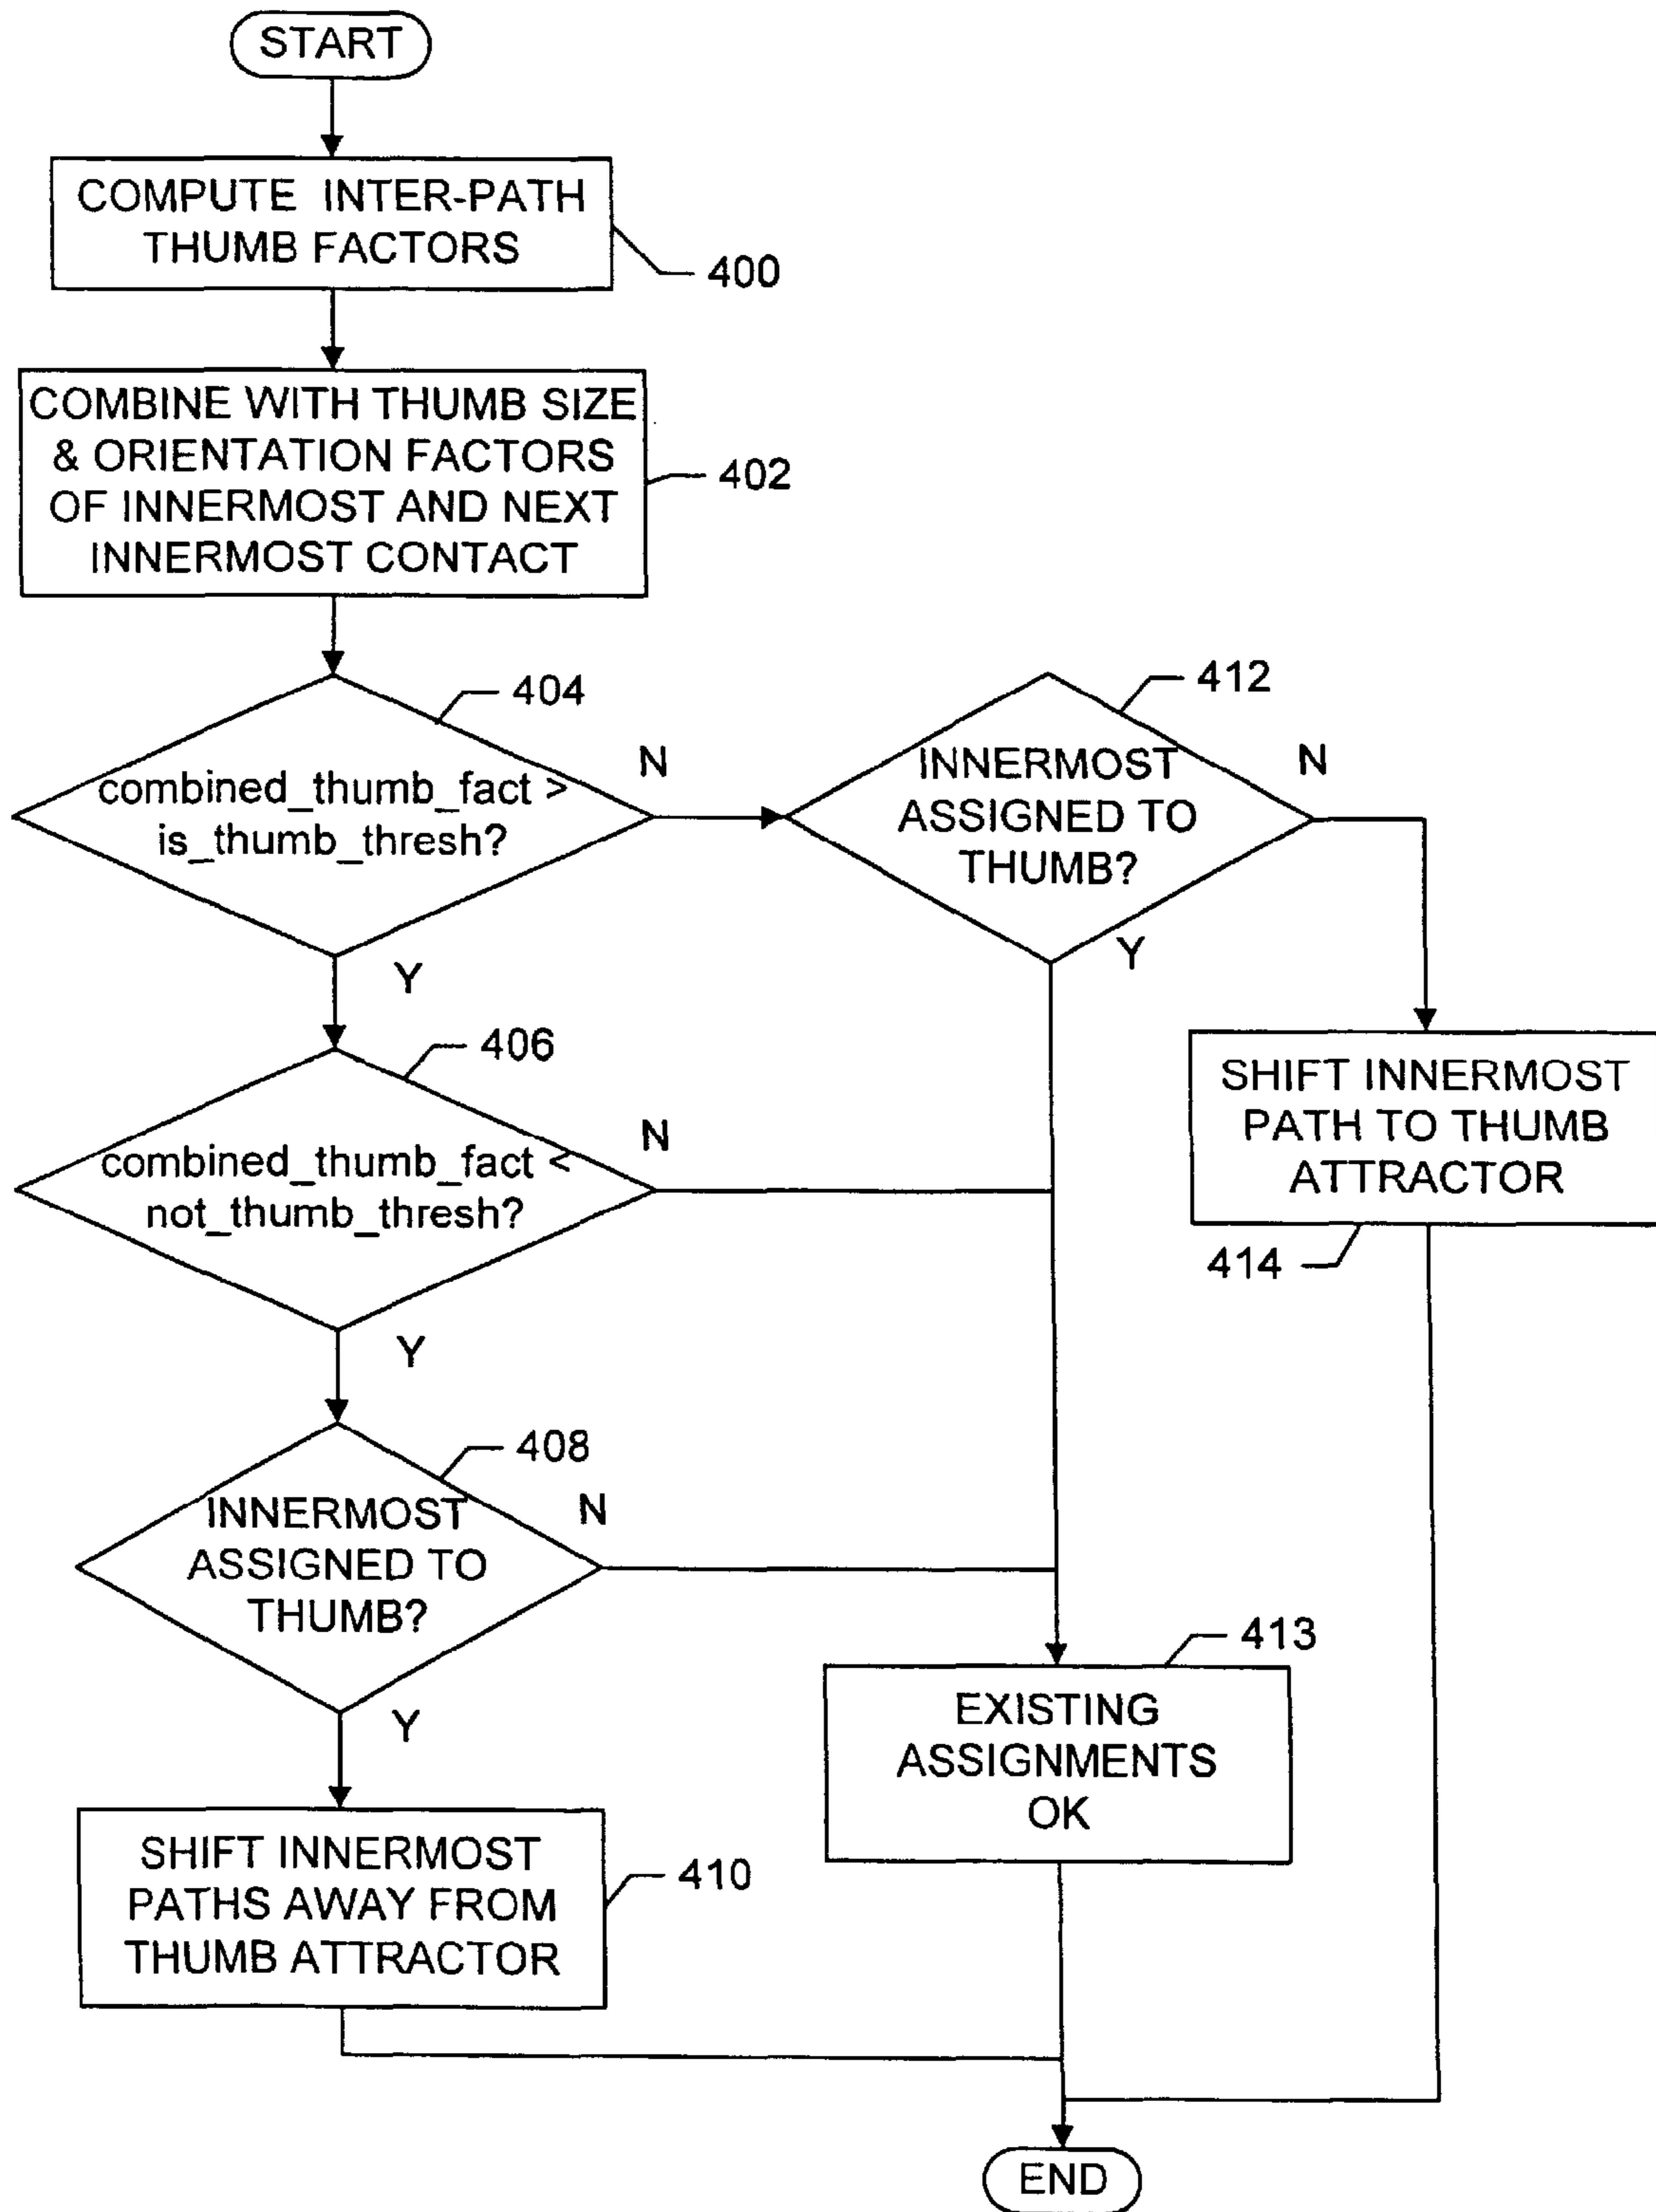 START
COMPUTE INTER-PATH
THUMB FACTORS
400
COMBINE WITH THUMB SIZE
& ORIENTATION FACTORS
OF INNERMOST AND NEXT
INNERMOST CONTACT
402
404
combined_thumb_fact >
is_thumb_thresh?
N
Y
412
INNERMOST
ASSIGNED TO
THUMB?
N
Y
406
combined_thumb_fact <
not_thumb_thresh?
N
Y
SHIFT INNERMOST
PATH TO THUMB
ATTRACTOR
414
408
INNERMOST
ASSIGNED TO
THUMB?
N
Y
413
EXISTING
ASSIGNMENTS
OK
SHIFT INNERMOST
PATHS AWAY FROM
THUMB ATTRACTOR
410
END